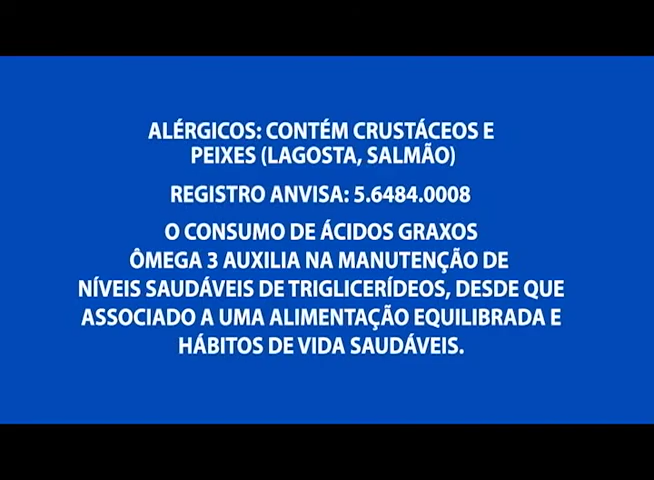 ALÉRGICOS: CONTÉM CRUSTÁCEOS E
PEIXES (LAGOSTA, SALMÃO)
REGISTRO ANVISA: 5.6484.0008
O CONSUMO DE ÁCIDOS GRAXOS
ÔMEGA 3 AUXILIA NA MANUTENÇÃO DE
NÍVEIS SAUDÁVEIS DE TRIGLICERÍDEOS, DESDE QUE
ASSOCIADO A UMA ALIMENTAÇÃO EQUILIBRADA E
HÁBITOS DE VIDA SAUDÁVEIS.